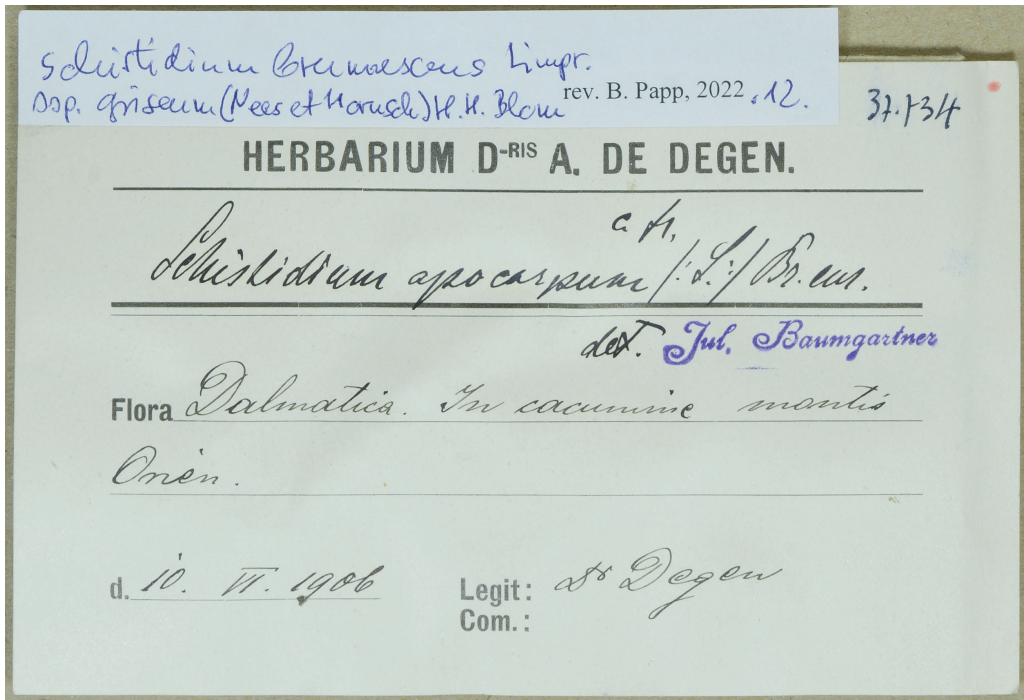 Schistidium brunnescens Limpr.
ssp. griseum (Nees et Hornsch) H.H. Blom rev. B. Papp, 2022.12.
37.134
HERBARIUM D-RIS A. DE DEGEN.
c fr.
Schistidium apocarpum /:L:/ Br. eur.
det. Jul. Baumgartner
Flora Dalmatica. In cacumine montis
Orien.
d. 10. VI. 1906 Legit: Dr Degen
Com.: